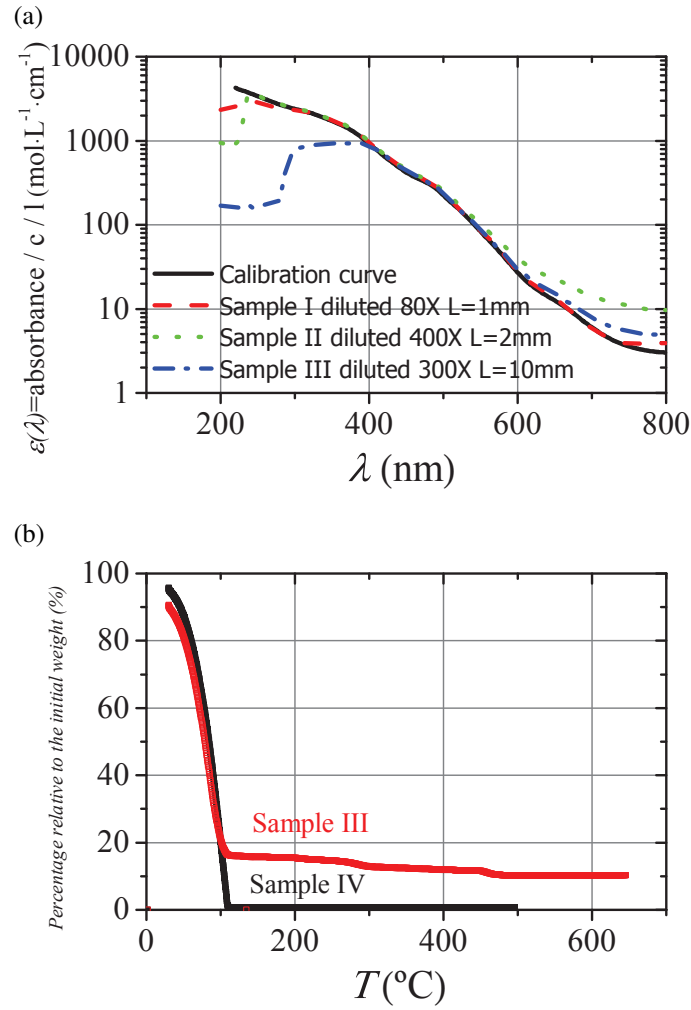 (a)
ε(λ)=absorbance / c / l (mol·L⁻¹·cm⁻¹)
10000
1000
100
10
1
Calibration curve
Sample I diluted 80X L=1mm
Sample II diluted 400X L=2mm
Sample III diluted 300X L=10mm
200 400 600 800
λ (nm)
(b)
Percentage relative to the initial weight (%)
100
80
60
40
20
0
Sample III
Sample IV
0 200 400 600
T (ºC)